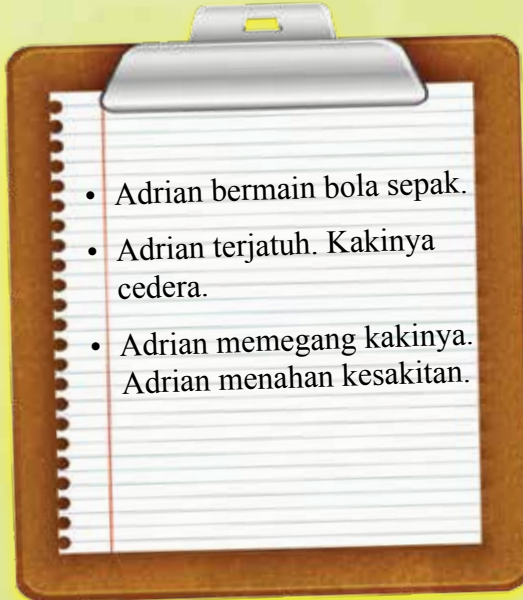 • Adrian bermain bola sepak.
• Adrian terjatuh. Kakinya
cedera.
• Adrian memegang kakinya.
Adrian menahan kesakitan.